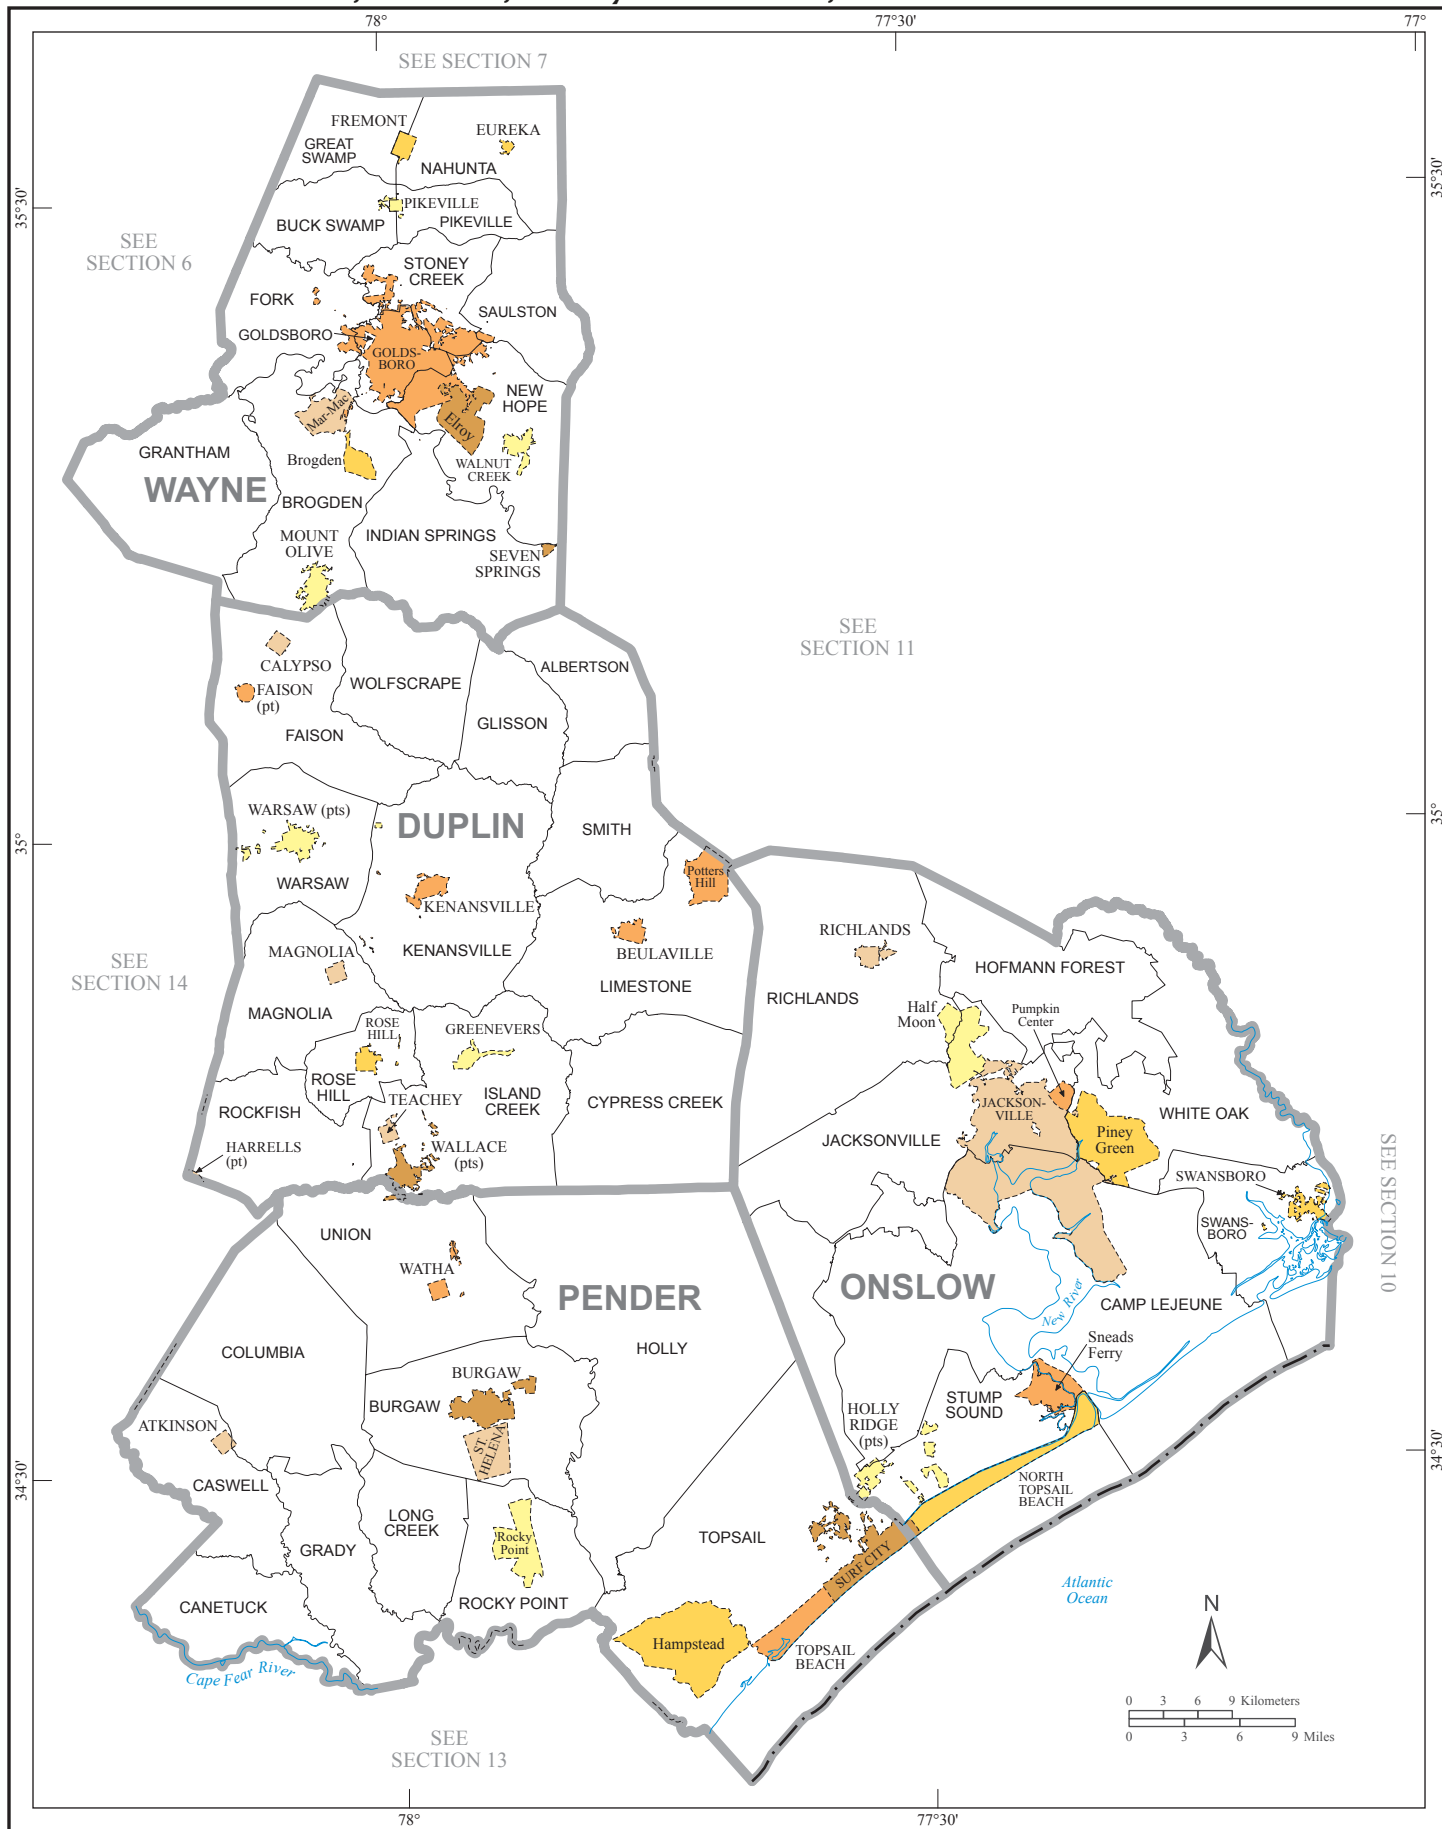 78°
77°30'
77°
SEE SECTION 7
FREMONT
EUREKA
GREAT
SWAMP
NAHUNTA
35°30'
35°30'
PIKEVILLE
BUCK SWAMP
PIKEVILLE
SEE
SECTION 6
STONEY
CREEK
FORK
SAULSTON
GOLDSBORO
GOLDS-
BORO
NEW
HOPE
Mar-Mac
Elroy
GRANTHAM
Brogden
WALNUT
CREEK
WAYNE
BROGDEN
INDIAN SPRINGS
MOUNT
OLIVE
SEVEN
SPRINGS
SEE
SECTION 11
CALYPSO
ALBERTSON
WOLFSCRAPE
FAISON
(pt)
GLISSON
FAISON
WARSAW (pts)
DUPLIN
SMITH
35°
35°
Potters
Hill
WARSAW
KENANSVILLE
RICHLANDS
MAGNOLIA
KENANSVILLE
BEULAVILLE
HOFMANN FOREST
SEE
SECTION 14
LIMESTONE
RICHLANDS
MAGNOLIA
Half
Moon
Pumpkin
Center
ROSE
HILL
GREENEVERS
ROSE
HILL
TEACHEY
ISLAND
CREEK
CYPRESS CREEK
ROCKFISH
JACKSON-
VILLE
WHITE OAK
JACKSONVILLE
Piney
Green
HARRELLS
(pt)
WALLACE
(pts)
SWANSBORO
SEE SECTION 10
SWANS-
BORO
UNION
WATHA
PENDER
ONSLOW
New River
CAMP LEJEUNE
HOLLY
Sneads
Ferry
COLUMBIA
BURGAW
BURGAW
STUMP
SOUND
ATKINSON
HOLLY
RIDGE
(pts)
ST.
HELENA
34°30'
34°30'
CASWELL
NORTH
TOPSAIL
BEACH
LONG
CREEK
Rocky
Point
TOPSAIL
GRADY
SURF CITY
Atlantic
Ocean
CANETUCK
ROCKY POINT
N
Hampstead
TOPSAIL
BEACH
Cape Fear River
0 3 6 9 Kilometers
0 3 6 9 Miles
SEE
SECTION 13
78°
77°30'